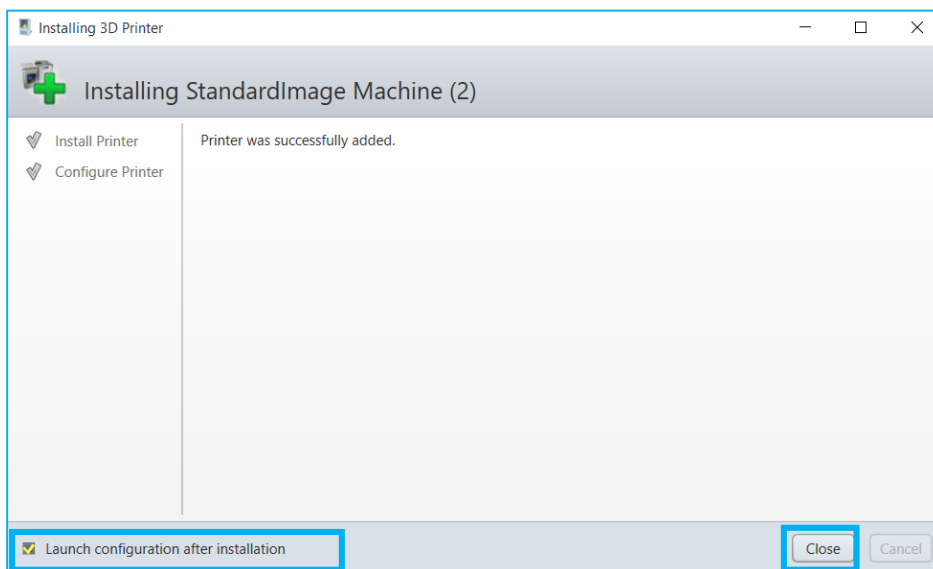 Installing 3D Printer
Installing StandardImage Machine (2)
Install Printer
Printer was successfully added.
Configure Printer
Launch configuration after installation
Close
Cancel